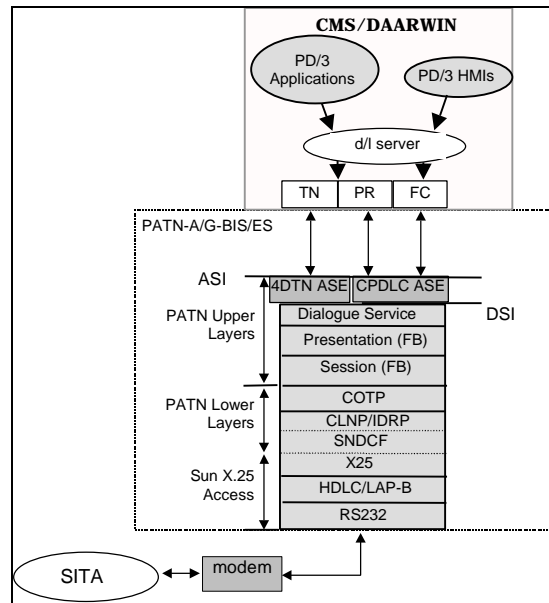 CMS/DAARWIN
PD/3
Applications
PD/3 HMIs
d/l server
TN PR FC
PATN-A/G-BIS/ES
ASI
4DTN ASE CPDLC ASE
DSI
PATN Upper
Layers
Dialogue Service
Presentation (FB)
Session (FB)
PATN Lower
Layers
COTP
CLNP/IDRP
SNDCF
Sun X.25
Access
X25
HDLC/LAP-B
RS232
SITA
modem